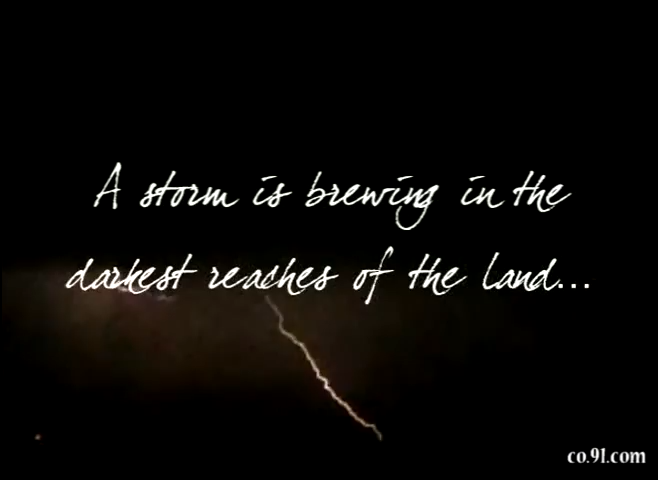 A storm is brewing in the
darkest reaches of the land...
co.91.com